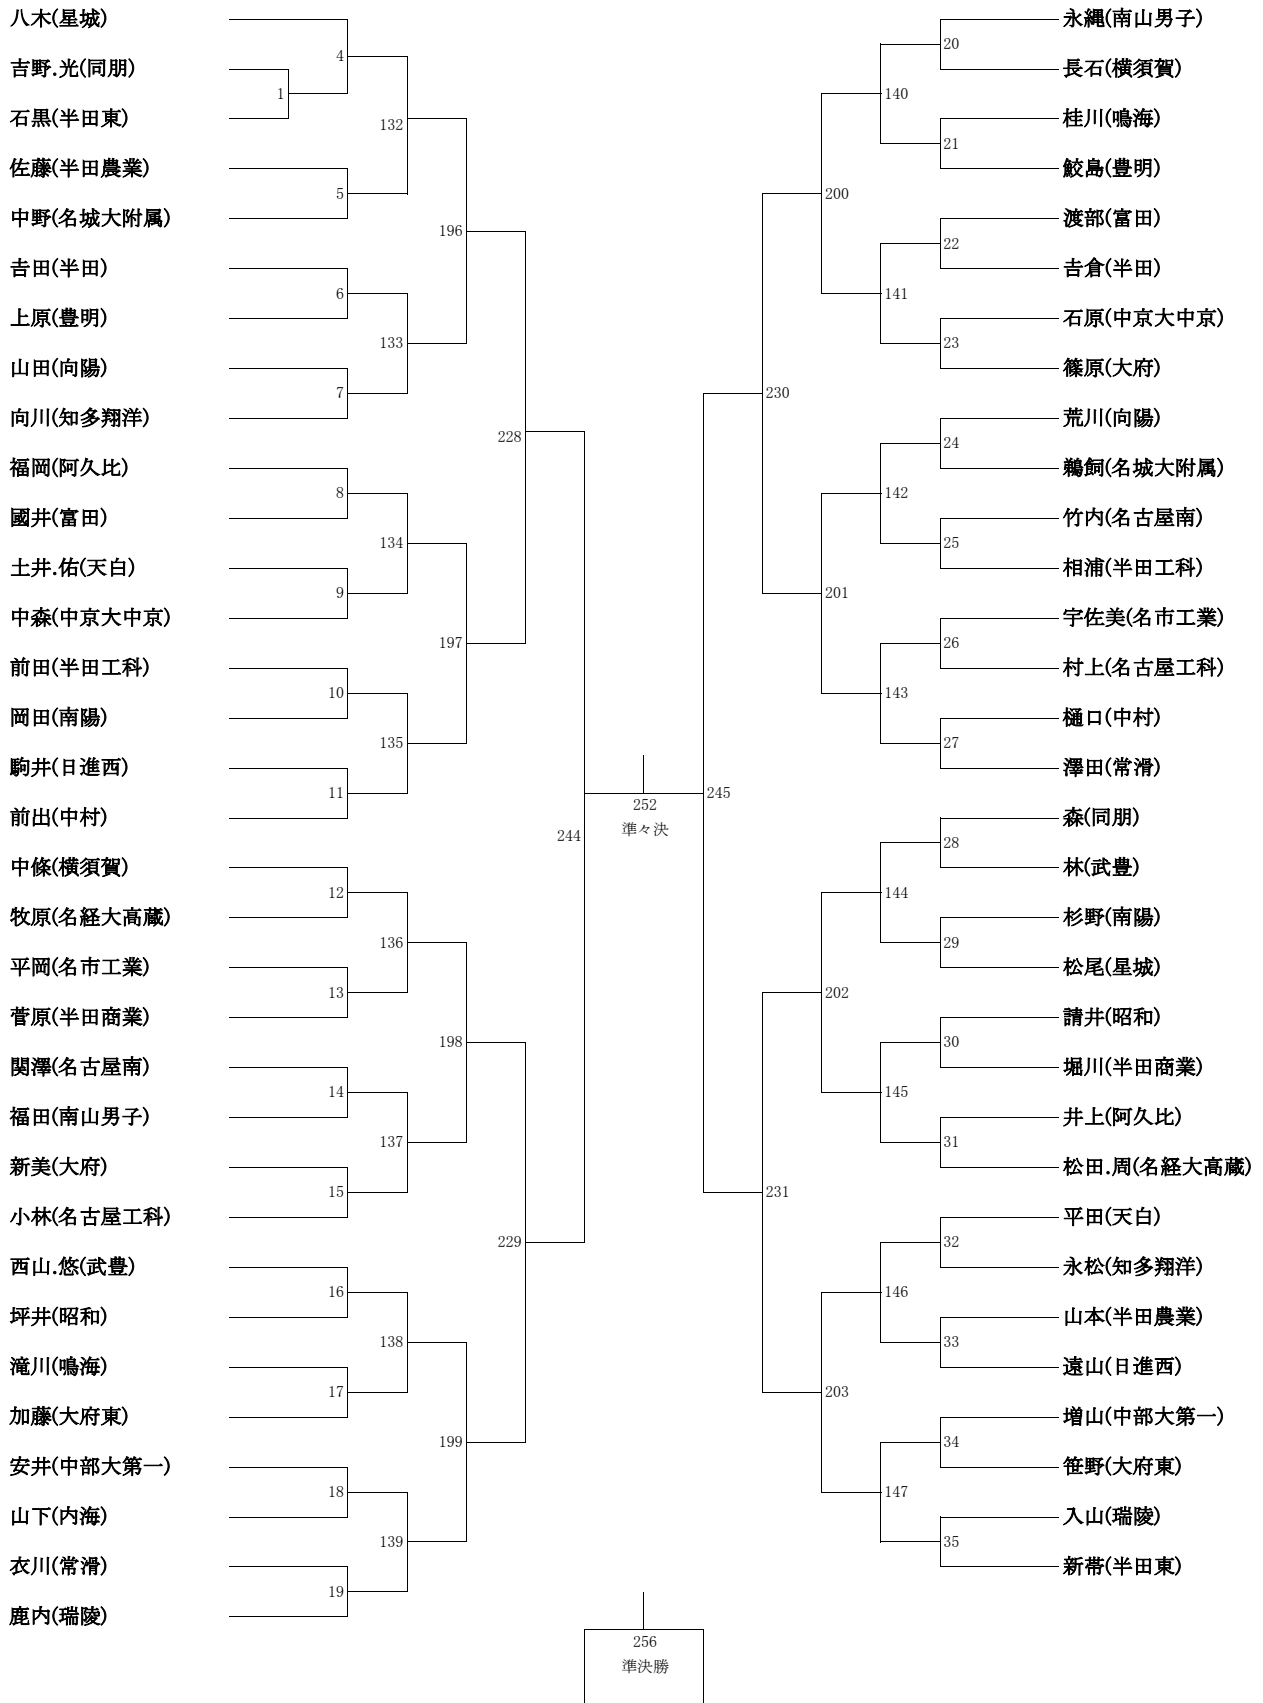 八木(星城)
吉野.光(同朋)
石黒(半田東)
佐藤(半田農業)
中野(名城大附属)
𠮷田(半田)
上原(豊明)
山田(向陽)
向川(知多翔洋)
福岡(阿久比)
國井(富田)
土井.佑(天白)
中森(中京大中京)
前田(半田工科)
岡田(南陽)
駒井(日進西)
前出(中村)
中條(横須賀)
牧原(名経大高蔵)
平岡(名市工業)
菅原(半田商業)
関澤(名古屋南)
福田(南山男子)
新美(大府)
小林(名古屋工科)
西山.悠(武豊)
坪井(昭和)
滝川(鳴海)
加藤(大府東)
安井(中部大第一)
山下(内海)
衣川(常滑)
鹿内(瑞陵)
1
4
5
6
7
8
9
10
11
12
13
14
15
16
17
18
19
132
133
134
135
136
137
138
139
196
197
198
199
228
229
244
252
準々決
245
256
準決勝
230
231
200
201
202
203
140
141
142
143
144
145
146
147
20
21
22
23
24
25
26
27
28
29
30
31
32
33
34
35
永縄(南山男子)
長石(横須賀)
桂川(鳴海)
鮫島(豊明)
渡部(富田)
𠮷倉(半田)
石原(中京大中京)
篠原(大府)
荒川(向陽)
鵜飼(名城大附属)
竹内(名古屋南)
相浦(半田工科)
宇佐美(名市工業)
村上(名古屋工科)
樋口(中村)
澤田(常滑)
森(同朋)
林(武豊)
杉野(南陽)
松尾(星城)
請井(昭和)
堀川(半田商業)
井上(阿久比)
松田.周(名経大高蔵)
平田(天白)
永松(知多翔洋)
山本(半田農業)
遠山(日進西)
増山(中部大第一)
笹野(大府東)
入山(瑞陵)
新帯(半田東)